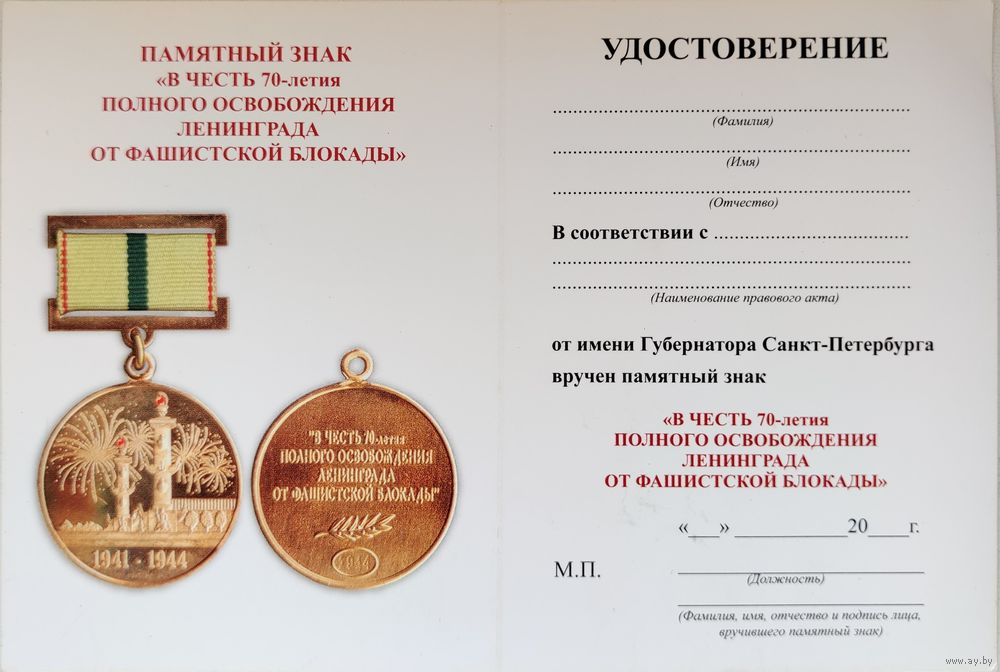 ПАМЯТНЫЙ ЗНАК
«В ЧЕСТЬ 70-летия
ПОЛНОГО ОСВОБОЖДЕНИЯ
ЛЕНИНГРАДА
ОТ ФАШИСТСКОЙ БЛОКАДЫ»
1941 · 1944
"В ЧЕСТЬ 70-летия
ПОЛНОГО ОСВОБОЖДЕНИЯ
ЛЕНИНГРАДА
ОТ ФАШИСТСКОЙ БЛОКАДЫ"
1944
УДОСТОВЕРЕНИЕ
(Фамилия)
(Имя)
(Отчество)
В соответствии с
(Наименование правового акта)
от имени Губернатора Санкт-Петербурга
вручен памятный знак
«В ЧЕСТЬ 70-летия
ПОЛНОГО ОСВОБОЖДЕНИЯ
ЛЕНИНГРАДА
ОТ ФАШИСТСКОЙ БЛОКАДЫ»
«___» ___________20____г.
М.П.
(Должность)
(Фамилия, имя, отчество и подпись лица,
вручившего памятный знак)
www.ay.by